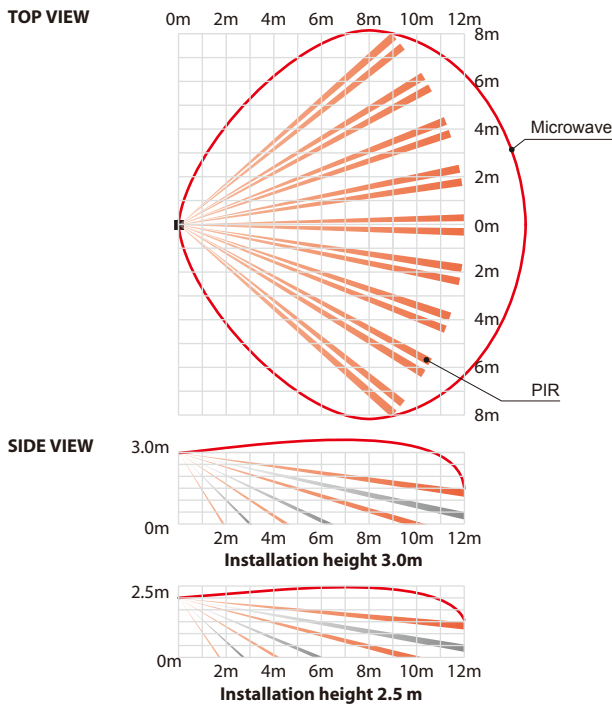 TOP VIEW
0m 2m 4m 6m 8m 10m 12m
8m
6m
4m
Microwave
2m
0m
2m
4m
6m
PIR
8m
SIDE VIEW
3.0m
0m
2m 4m 6m 8m 10m 12m
Installation height 3.0m
2.5m
0m 2m 4m 6m 8m 10m 12m
Installation height 2.5 m